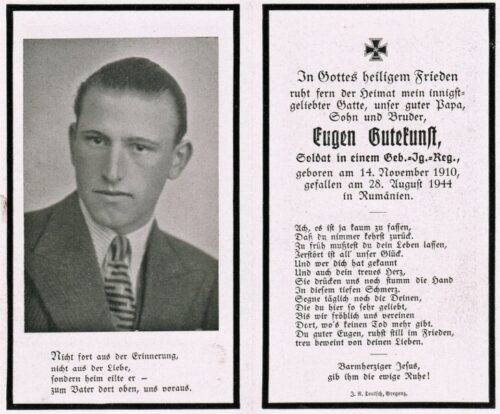 Nicht fort aus der Erinnerung,
nicht aus der Liebe,
sondern heim eilte er —
zum Vater dort oben, uns voraus.
In Gottes heiligem Frieden
ruht fern der Heimat mein innigst-
geliebter Gatte, unser guter Papa,
Sohn und Bruder,
Eugen Gutekunst,
Soldat in einem Geb.-Jg.-Reg.,
geboren am 14. November 1910,
gefallen am 28. August 1944
in Rumänien.
Ach, es ist ja kaum zu fassen,
Daß du nimmer kehrst zurück.
Zu früh mußtest du dein Leben lassen,
Zerstört ist all' unser Glück.
Und wer dich hat gekannt
Und auch dein treues Herz,
Sie drücken uns noch stumm die Hand
In diesem tiefen Schmerz.
Segne täglich noch die Deinen,
Die du hier so sehr geliebt,
Bis wir fröhlich uns vereinen
Dort, wo's keinen Tod mehr gibt.
Du guter Eugen, ruhst still im Frieden,
treu beweint von deinen Lieben.
Barmherziger Jesus,
gib ihm die ewige Ruhe!
J. N. Teutsch, Bregenz.